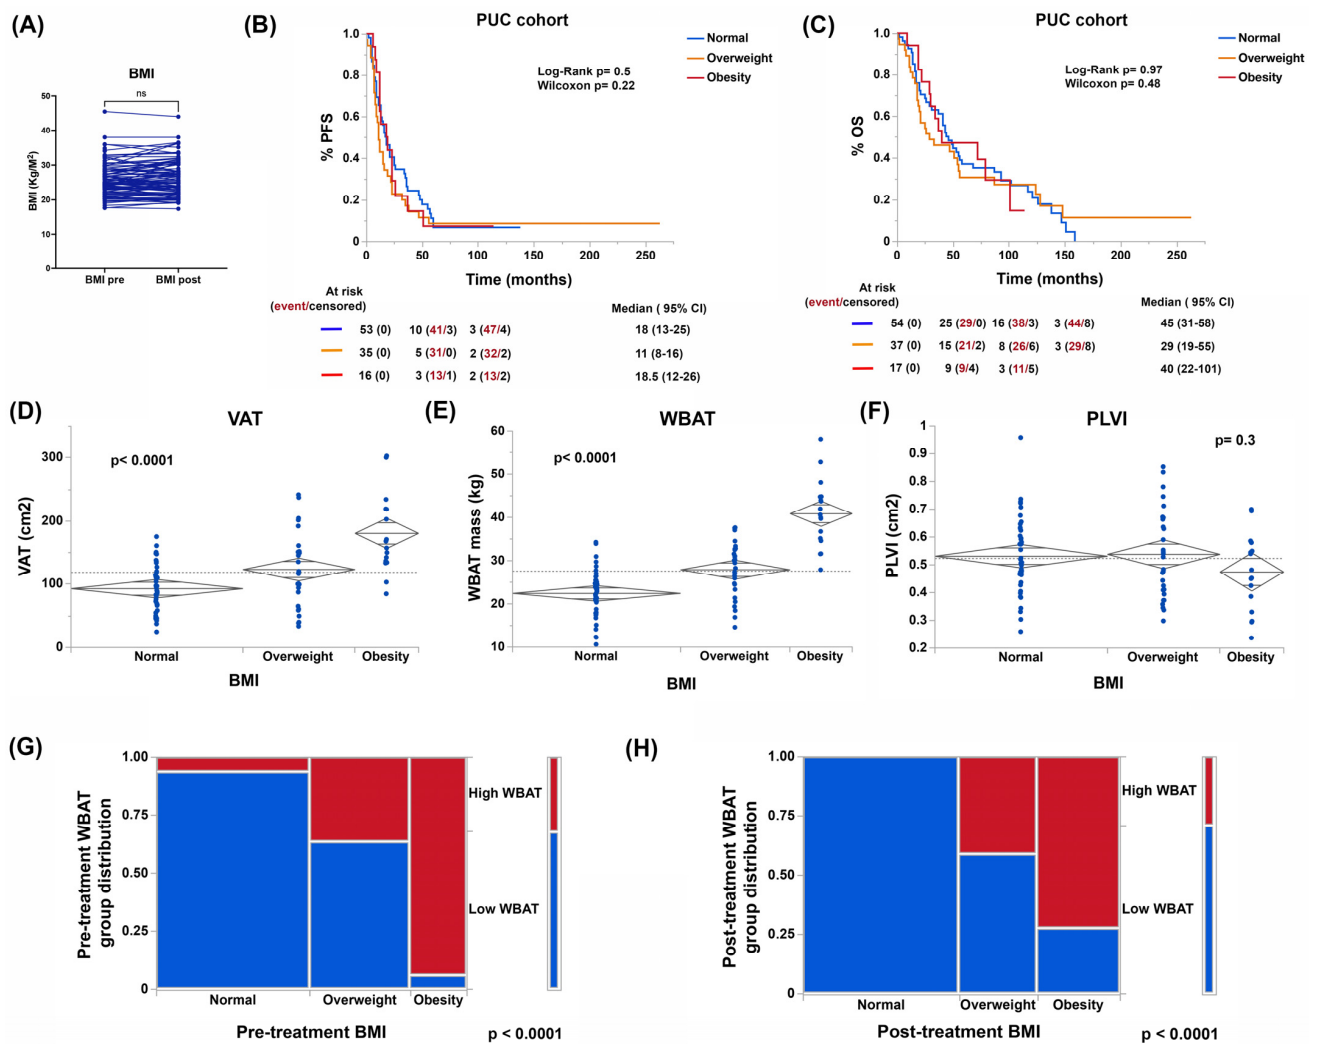 (A)
BMI
ns
BMI (Kg/M²)
50
40
30
20
10
0
BMI pre
BMI post
(B)
PUC cohort
Normal
Overweight
Obesity
Log-Rank p= 0.5
Wilcoxon p= 0.22
% PFS
1.0
0.8
0.6
0.4
0.2
0
0
50
100
150
200
250
Time (months)
At risk
(event/censored)
Median ( 95% CI)
53 (0) 10 (41/3) 3 (47/4) 18 (13-25)
35 (0) 5 (31/0) 2 (32/2) 11 (8-16)
16 (0) 3 (13/1) 2 (13/2) 18.5 (12-26)
(C)
PUC cohort
Normal
Overweight
Obesity
Log-Rank p= 0.97
Wilcoxon p= 0.48
% OS
1.0
0.8
0.6
0.4
0.2
0
0
50
100
150
200
250
Time (months)
At risk
(event/censored)
Median ( 95% CI)
54 (0) 25 (29/0) 16 (38/3) 3 (44/8) 45 (31-58)
37 (0) 15 (21/2) 8 (26/6) 3 (29/8) 29 (19-55)
17 (0) 9 (9/4) 3 (11/5) 40 (22-101)
(D)
VAT
p< 0.0001
VAT (cm2)
300
200
100
0
Normal
Overweight
Obesity
BMI
(E)
WBAT
p< 0.0001
WBAT mass (kg)
60
50
40
30
20
10
Normal
Overweight
Obesity
BMI
(F)
PLVI
p= 0.3
PLVI (cm2)
1
0.9
0.8
0.7
0.6
0.5
0.4
0.3
0.2
Normal
Overweight
Obesity
BMI
(G)
Pre-treatment WBAT
group distribution
1.00
0.75
0.50
0.25
0
High WBAT
Low WBAT
Normal
Overweight
Obesity
Pre-treatment BMI
p < 0.0001
(H)
Post-treatment WBAT
group distribution
1.00
0.75
0.50
0.25
0
High WBAT
Low WBAT
Normal
Overweight
Obesity
Post-treatment BMI
p < 0.0001